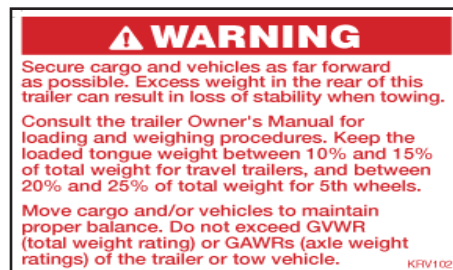 WARNING
Secure cargo and vehicles as far forward
as possible. Excess weight in the rear of this
trailer can result in loss of stability when towing.
Consult the trailer Owner's Manual for
loading and weighing procedures. Keep the
loaded tongue weight between 10% and 15%
of total weight for travel trailers, and between
20% and 25% of total weight for 5th wheels.
Move cargo and/or vehicles to maintain
proper balance. Do not exceed GVWR
(total weight rating) or GAWRs (axle weight
ratings) of the trailer or tow vehicle.
KRV102